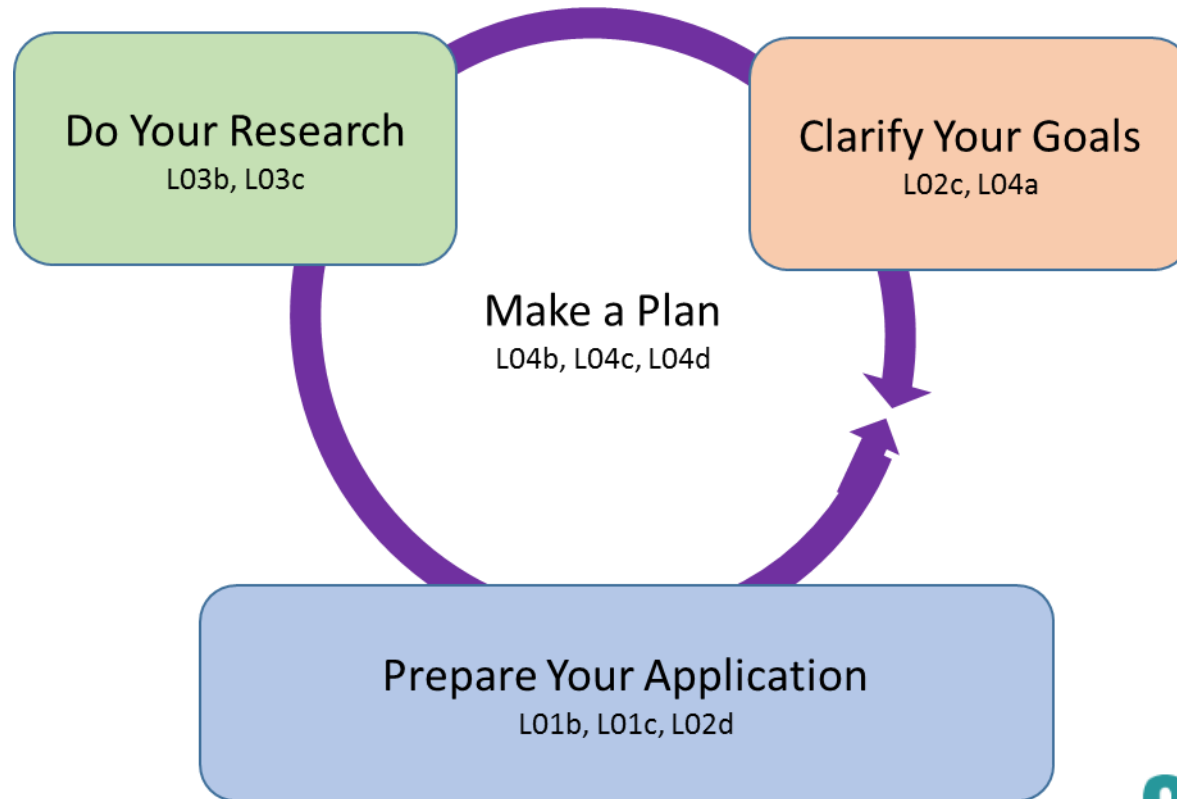 Do Your Research
L03b, L03c
Clarify Your Goals
L02c, L04a
Make a Plan
L04b, L04c, L04d
Prepare Your Application
L01b, L01c, L02d